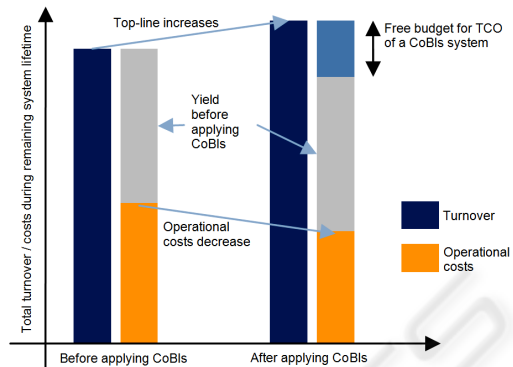 Total turnover / costs during remaining system lifetime
Top-line increases
Free budget for TCO
of a CoBIs system
Yield
before
applying
CoBIs
Operational
costs decrease
Turnover
Operational
costs
Before applying CoBIs
After applying CoBIs